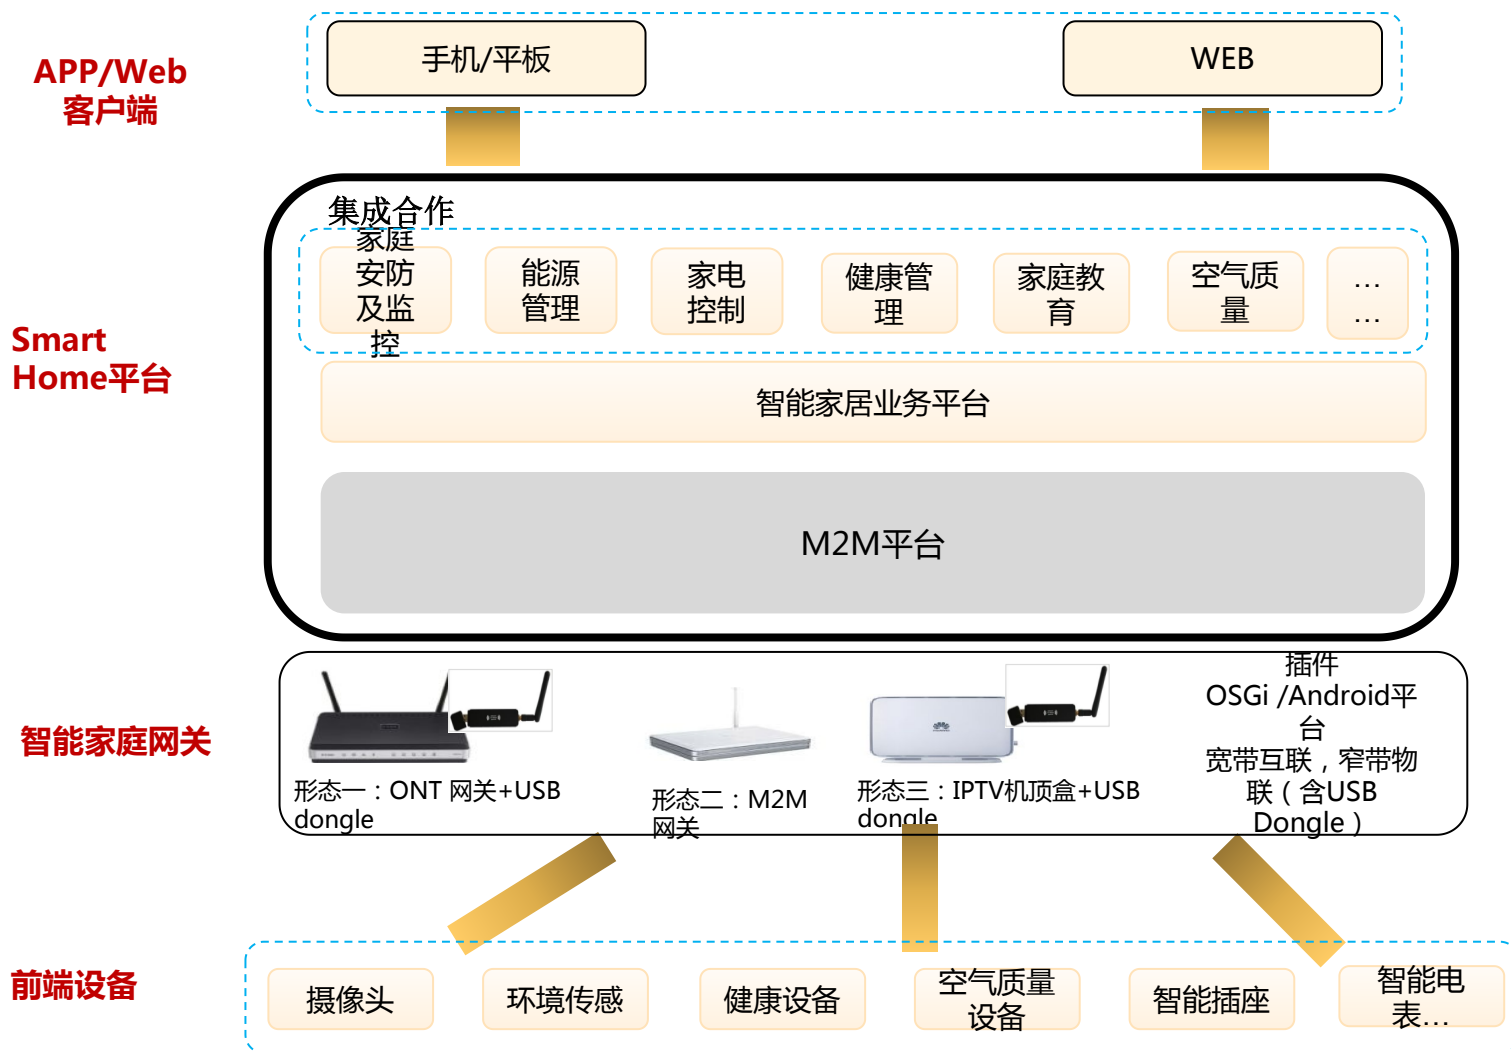 APP/Web
客户端
手机/平板
WEB
集成合作
家庭
安防
及监
控
能源
管理
家电
控制
健康管
理
家庭教
育
空气质
量
…
…
Smart
Home平台
智能家居业务平台
M2M平台
智能家庭网关
形态一：ONT 网关+USB
dongle
形态二：M2M
网关
形态三：IPTV机顶盒+USB
dongle
插件
OSGi /Android平
台
宽带互联，窄带物
联（含USB
Dongle）
前端设备
摄像头
环境传感
健康设备
空气质量
设备
智能插座
智能电
表…